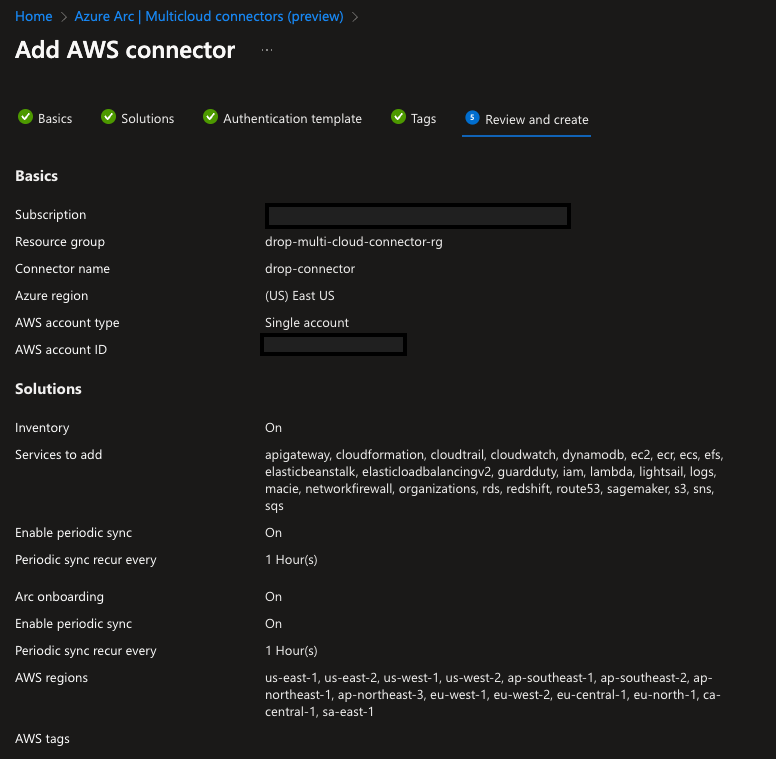 Home > Azure Arc | Multicloud connectors (preview) >
Add AWS connector ...
Basics Solutions Authentication template Tags 5 Review and create
Basics
Subscription
Resource group drop-multi-cloud-connector-rg
Connector name drop-connector
Azure region (US) East US
AWS account type Single account
AWS account ID
Solutions
Inventory On
Services to add apigateway, cloudformation, cloudtrail, cloudwatch, dynamodb, ec2, ecr, ecs, efs,
elasticbeanstalk, elasticloadbalancingv2, guardduty, iam, lambda, lightsail, logs,
macie, networkfirewall, organizations, rds, redshift, route53, sagemaker, s3, sns,
sqs
Enable periodic sync On
Periodic sync recur every 1 Hour(s)
Arc onboarding On
Enable periodic sync On
Periodic sync recur every 1 Hour(s)
AWS regions us-east-1, us-east-2, us-west-1, us-west-2, ap-southeast-1, ap-southeast-2, ap-
northeast-1, ap-northeast-3, eu-west-1, eu-west-2, eu-central-1, eu-north-1, ca-
central-1, sa-east-1
AWS tags